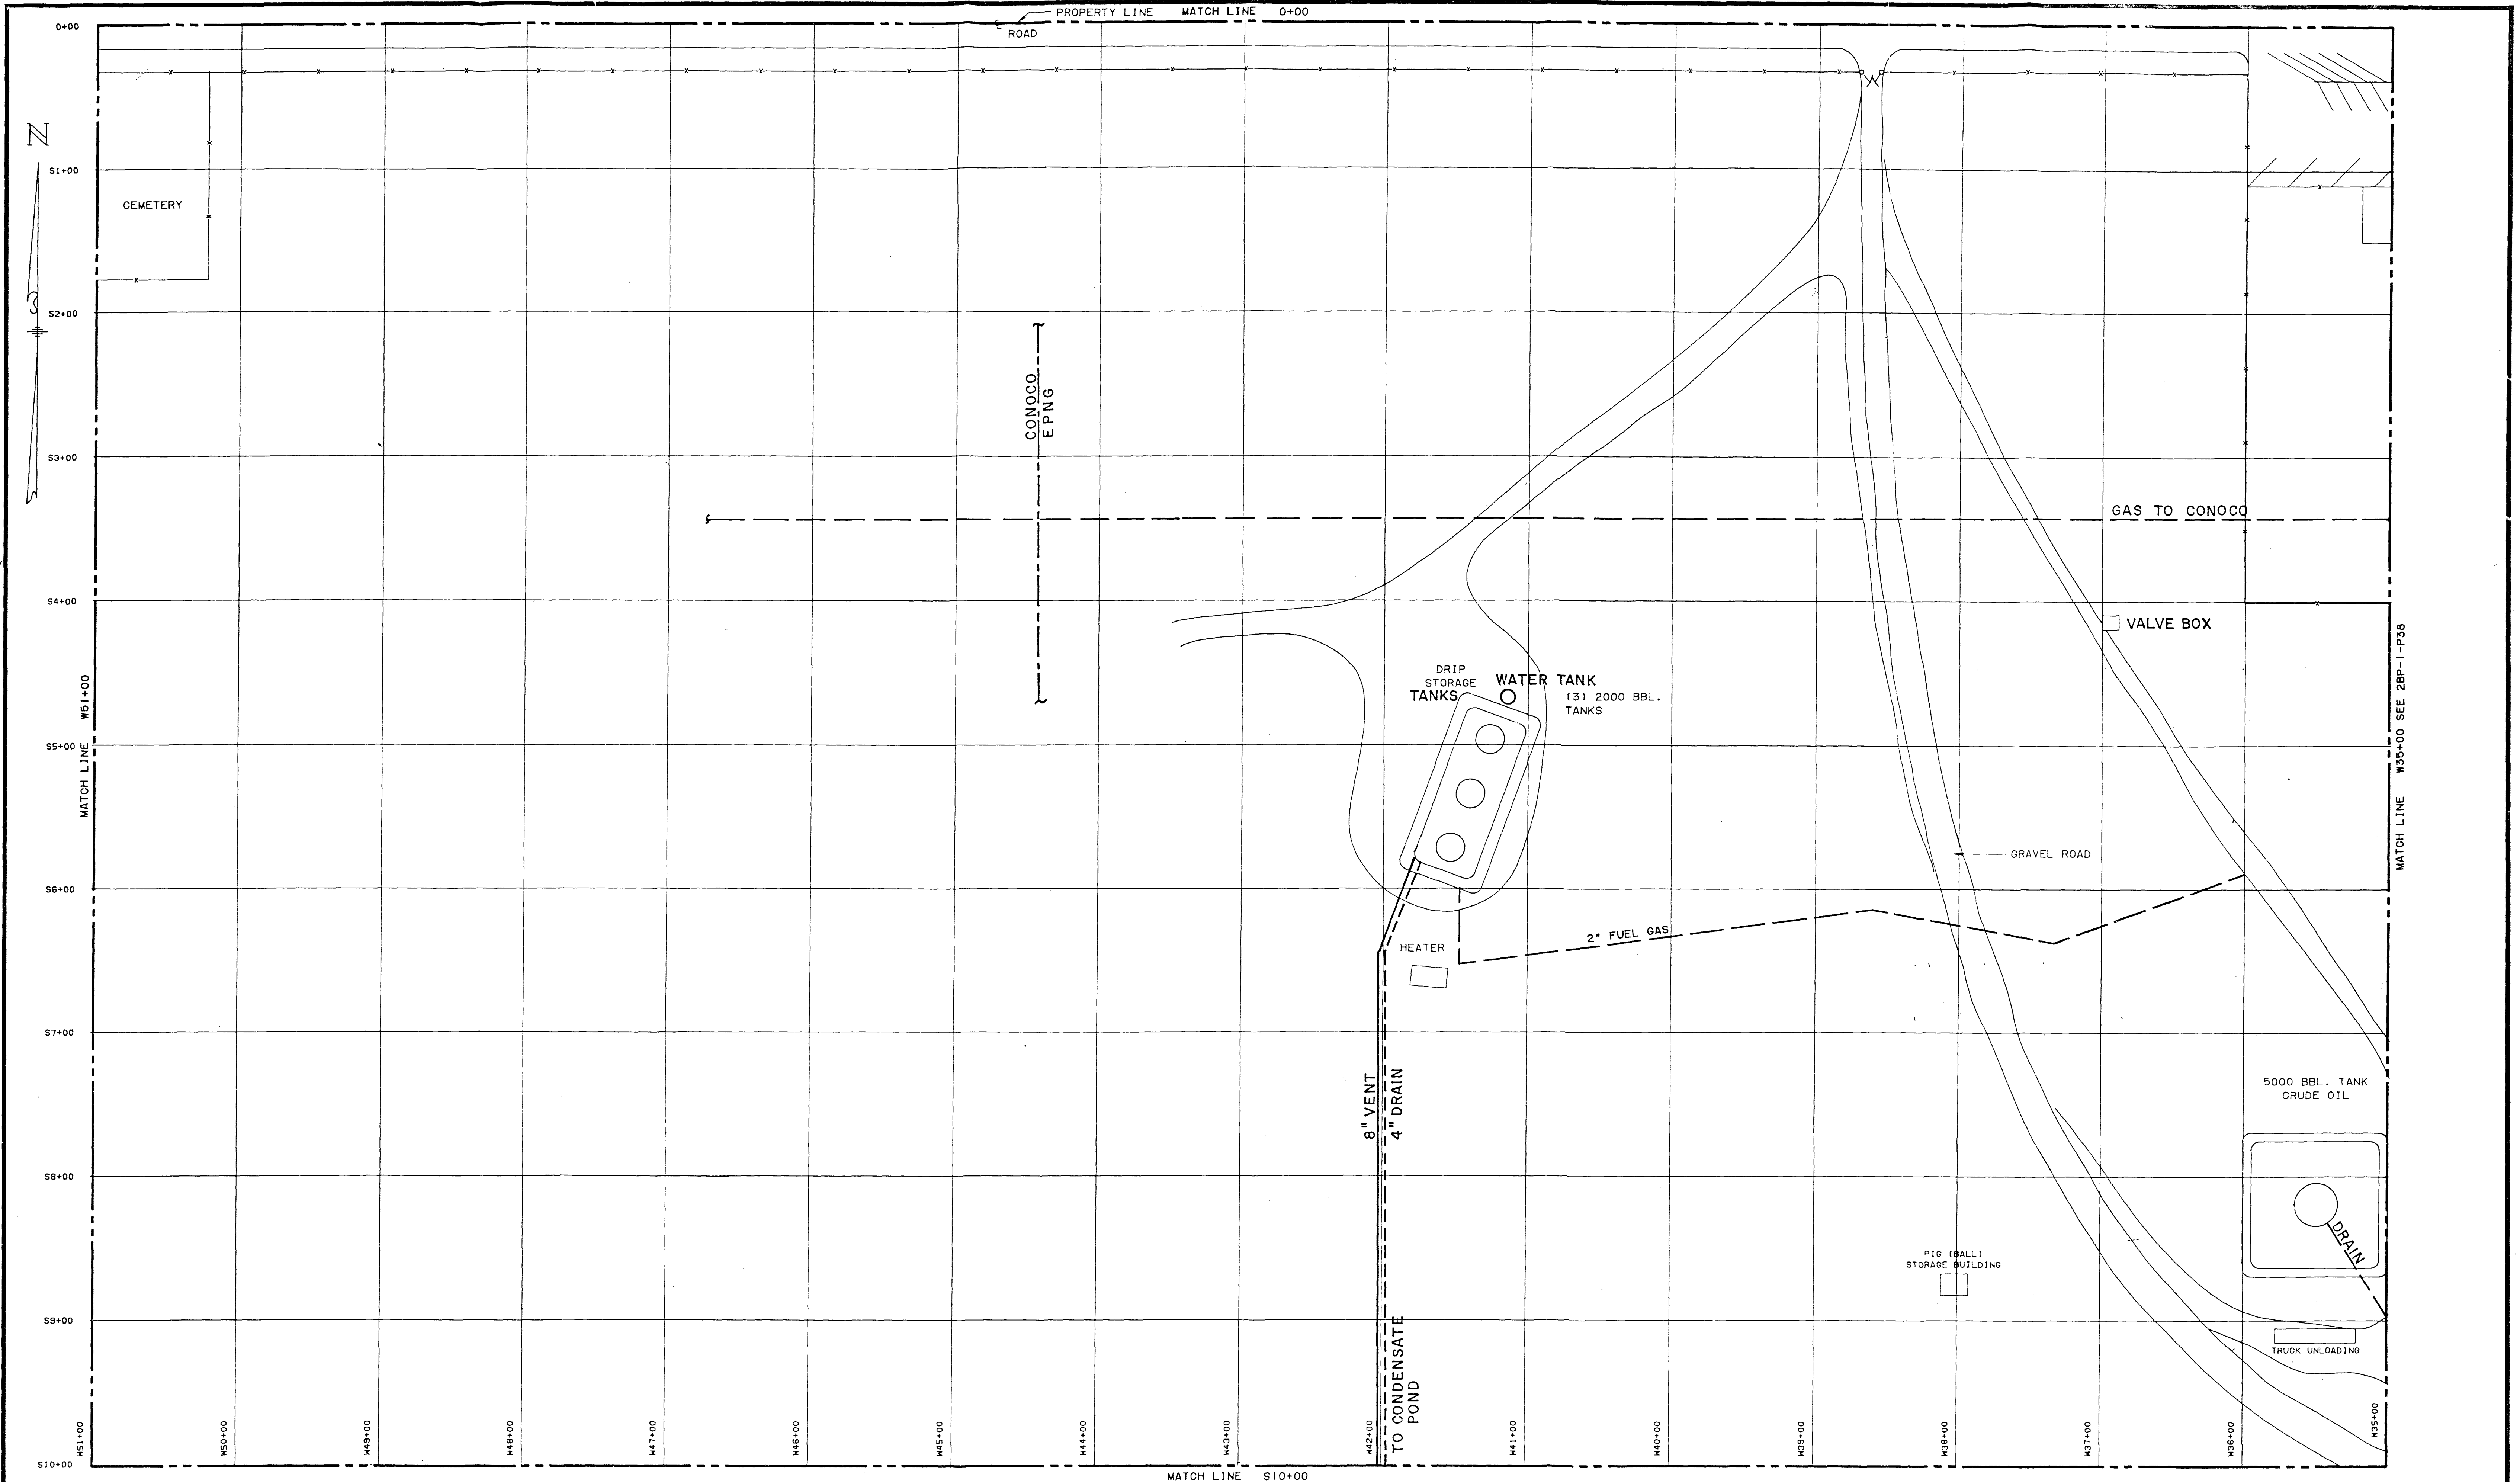 PROPERTY LINE MATCH LINE 0+00
ROAD
0+00
N
S1+00
CEMETERY
S2+00
CONOCO
EPNG
S3+00
GAS TO CONOCO
S4+00
VALVE BOX
MATCH LINE W51+00
MATCH LINE W35+00 SEE 2BP-1-P38
DRIP
STORAGE
TANKS
WATER TANK
(3) 2000 BBL.
TANKS
S5+00
GRAVEL ROAD
S6+00
2" FUEL GAS
HEATER
S7+00
8" VENT
4" DRAIN
5000 BBL. TANK
CRUDE OIL
S8+00
DRAIN
PIG (BALL)
STORAGE BUILDING
S9+00
TRUCK UNLOADING
TO CONDENSATE
POND
W51+00
W50+00
W49+00
W48+00
W47+00
W46+00
W45+00
W44+00
W43+00
W42+00
W41+00
W40+00
W39+00
W38+00
W37+00
W36+00
W35+00
S10+00
MATCH LINE S10+00